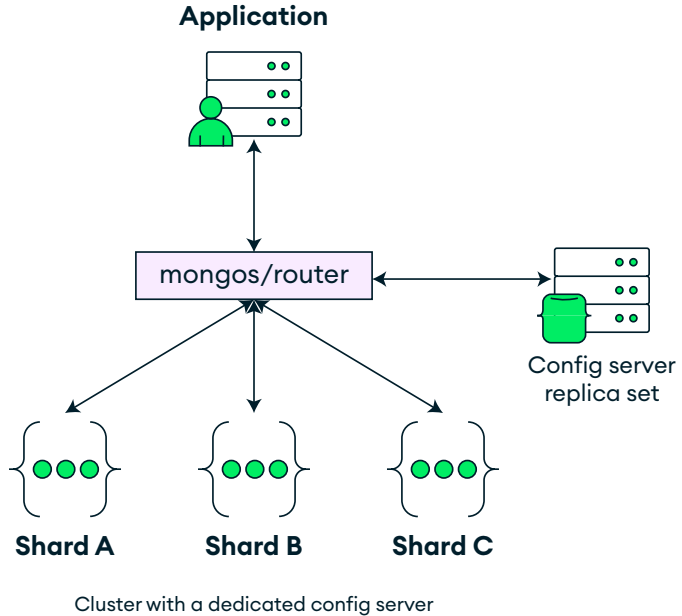 Application
mongos/router
Config server
replica set
Shard A
Shard B
Shard C
Cluster with a dedicated config server